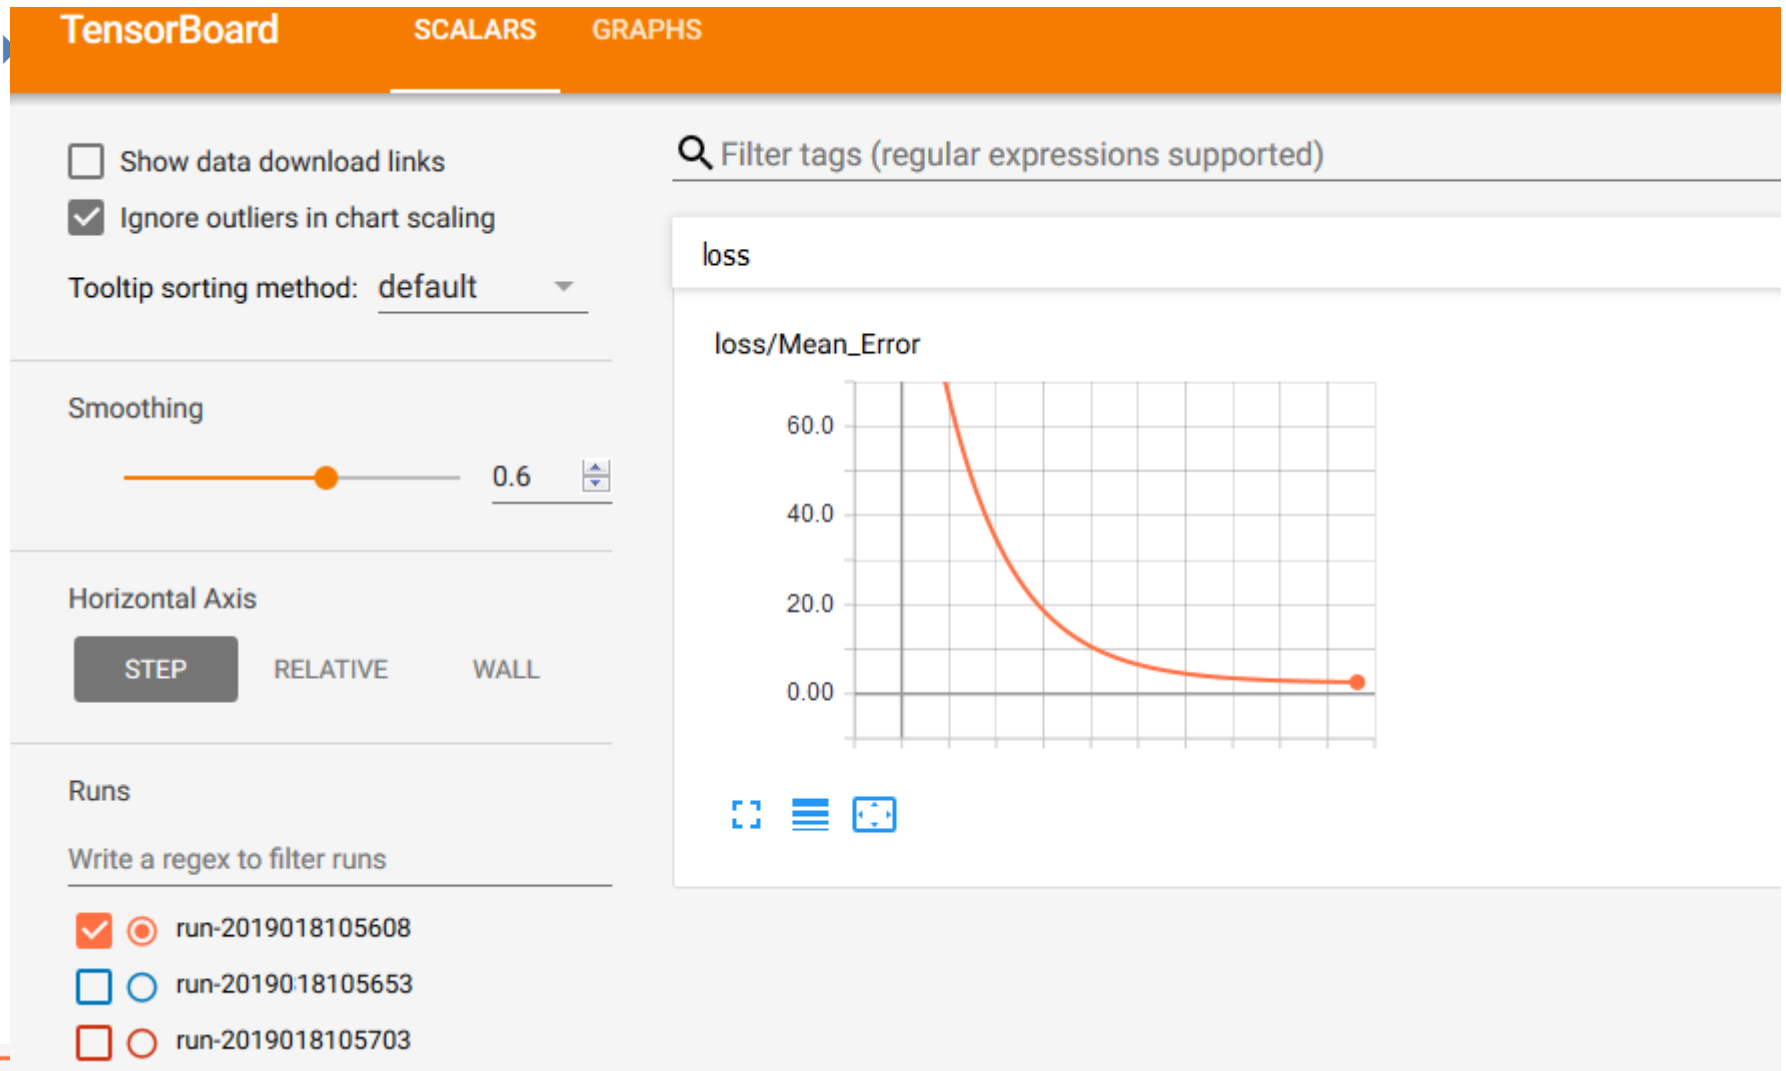 TensorBoard SCALARS GRAPHS
Show data download links
Ignore outliers in chart scaling
Tooltip sorting method: default
Smoothing
0.6
Horizontal Axis
STEP RELATIVE WALL
Runs
Write a regex to filter runs
run-2019018105608
run-2019018105653
run-2019018105703
Filter tags (regular expressions supported)
loss
loss/Mean_Error
60.0
40.0
20.0
0.00